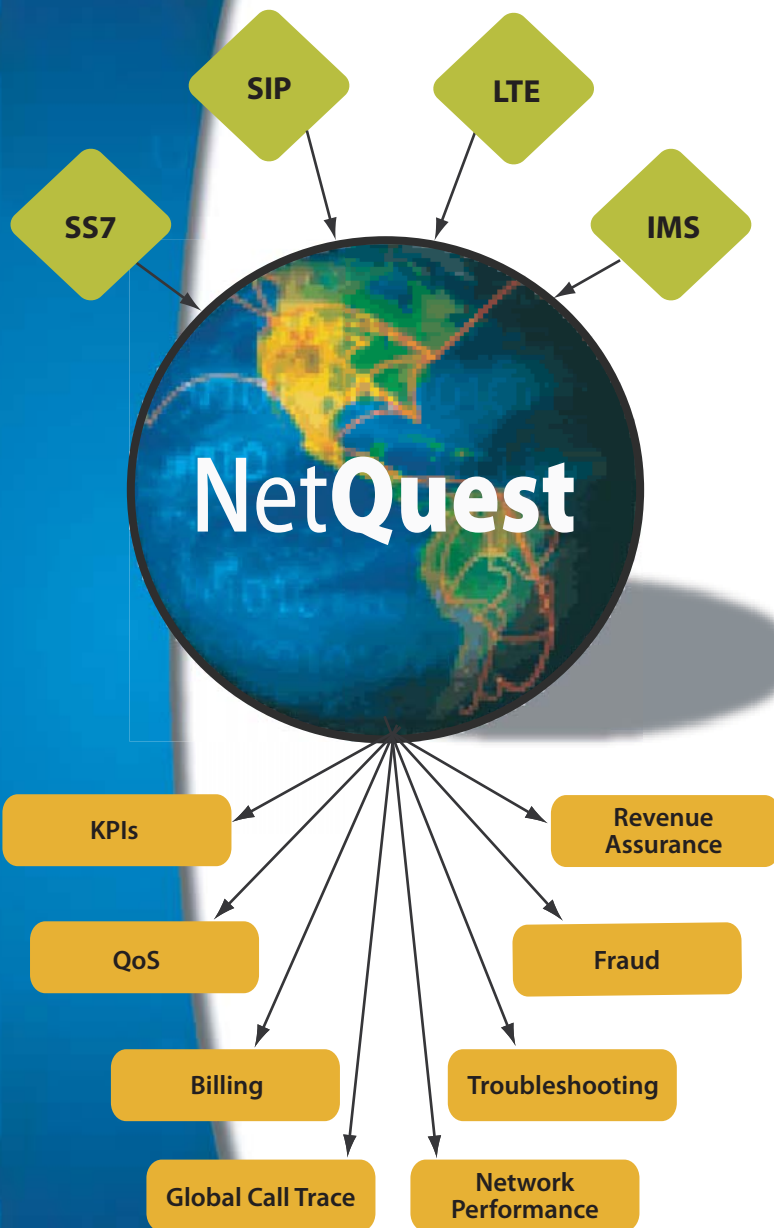 SIP
LTE
SS7
IMS
NetQuest
KPIs
Revenue
Assurance
QoS
Fraud
Billing
Troubleshooting
Global Call Trace
Network
Performance